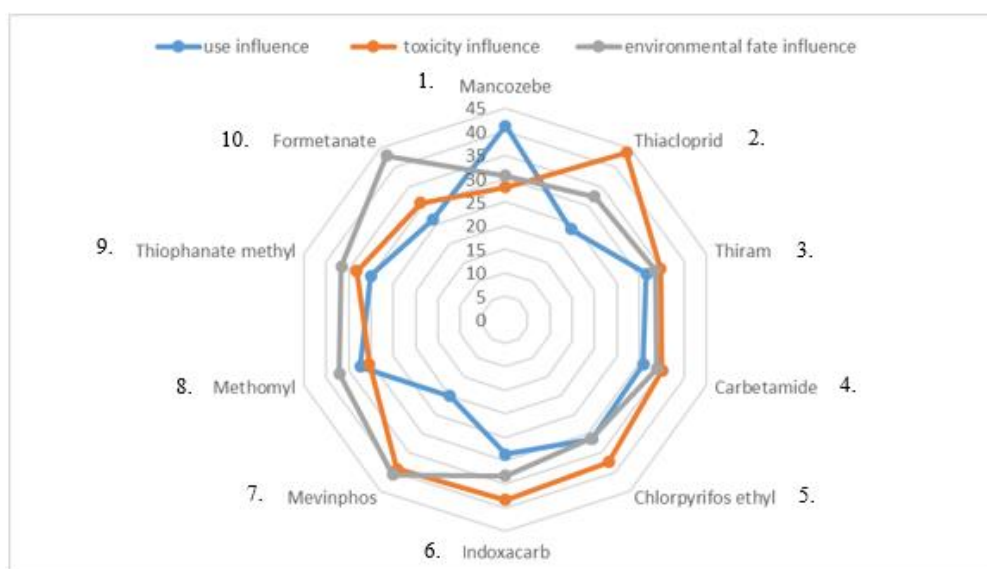 use influence toxicity influence environmental fate influence
1.
Mancozebe
45
40
35
30
25
20
15
10
5
0
Thiacloprid 2.
Thiram 3.
Carbetamide 4.
Chlorpyrifos ethyl 5.
6.
Indoxacarb
7. Mevinphos
8. Methomyl
9. Thiophanate methyl
10. Formetanate